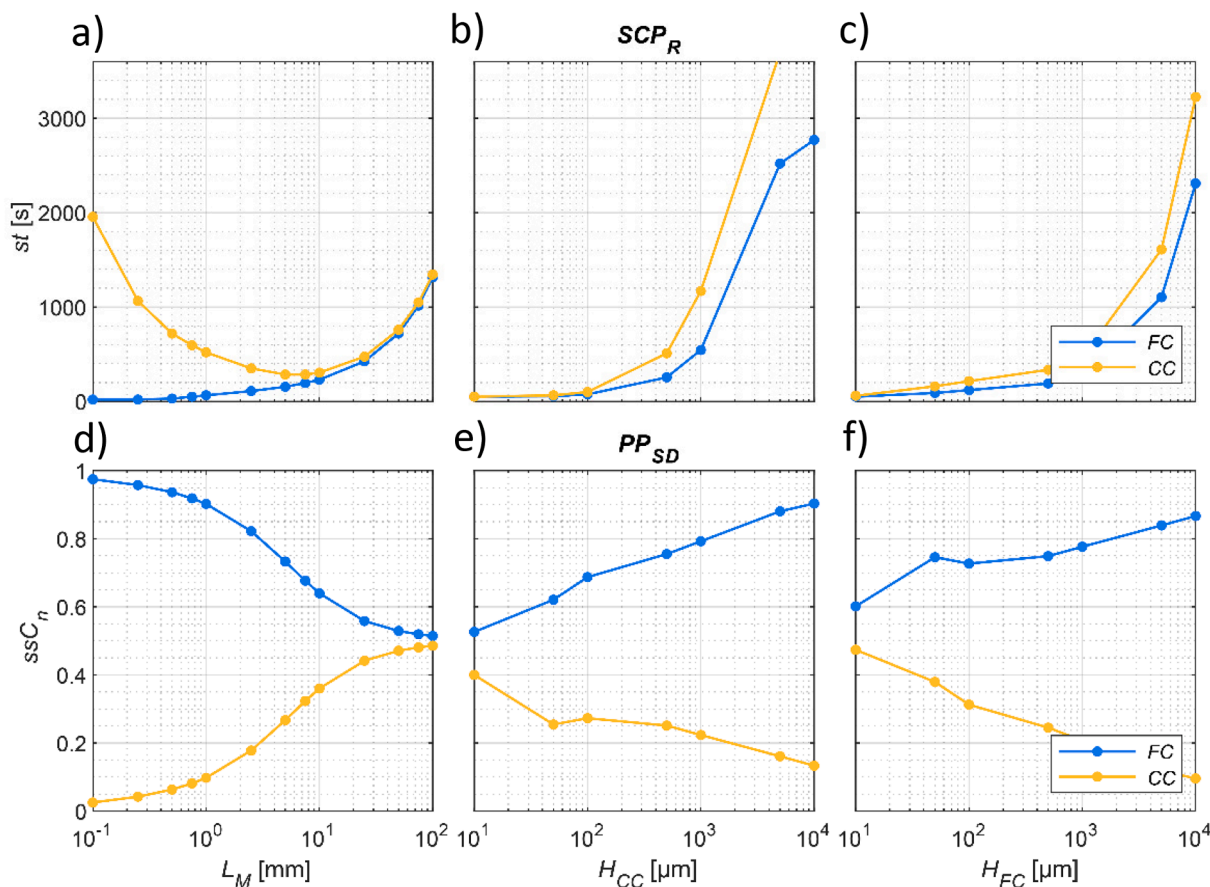 a)
b)
SCP_R
c)
st [s]
3000
2000
1000
0
FC
CC
d)
e)
PP_SD
f)
ssC_n
1
0.8
0.6
0.4
0.2
0
FC
CC
10^-1 10^0 10^1 10^2
10^1 10^2 10^3 10^4
10^1 10^2 10^3 10^4
L_M [mm]
H_CC [µm]
H_FC [µm]